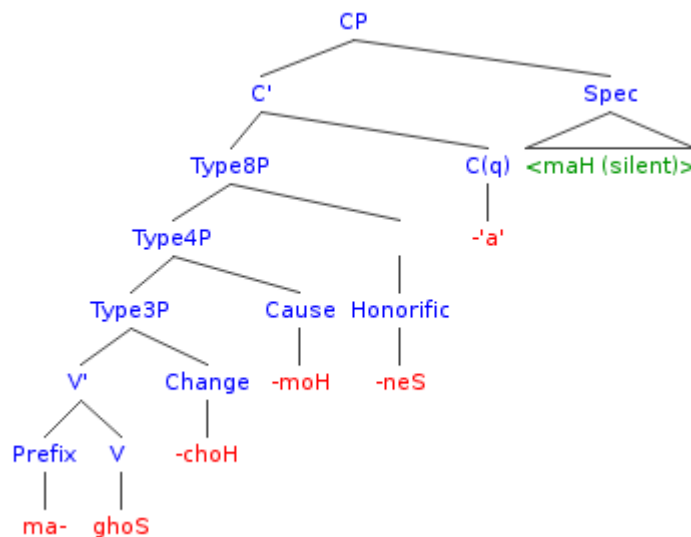 CP
C' Spec
Type8P C(q) <maH (silent)>
Type4P -'a'
Type3P Cause Honorific
V' Change -moH -neS
Prefix V -choH
ma- ghoS